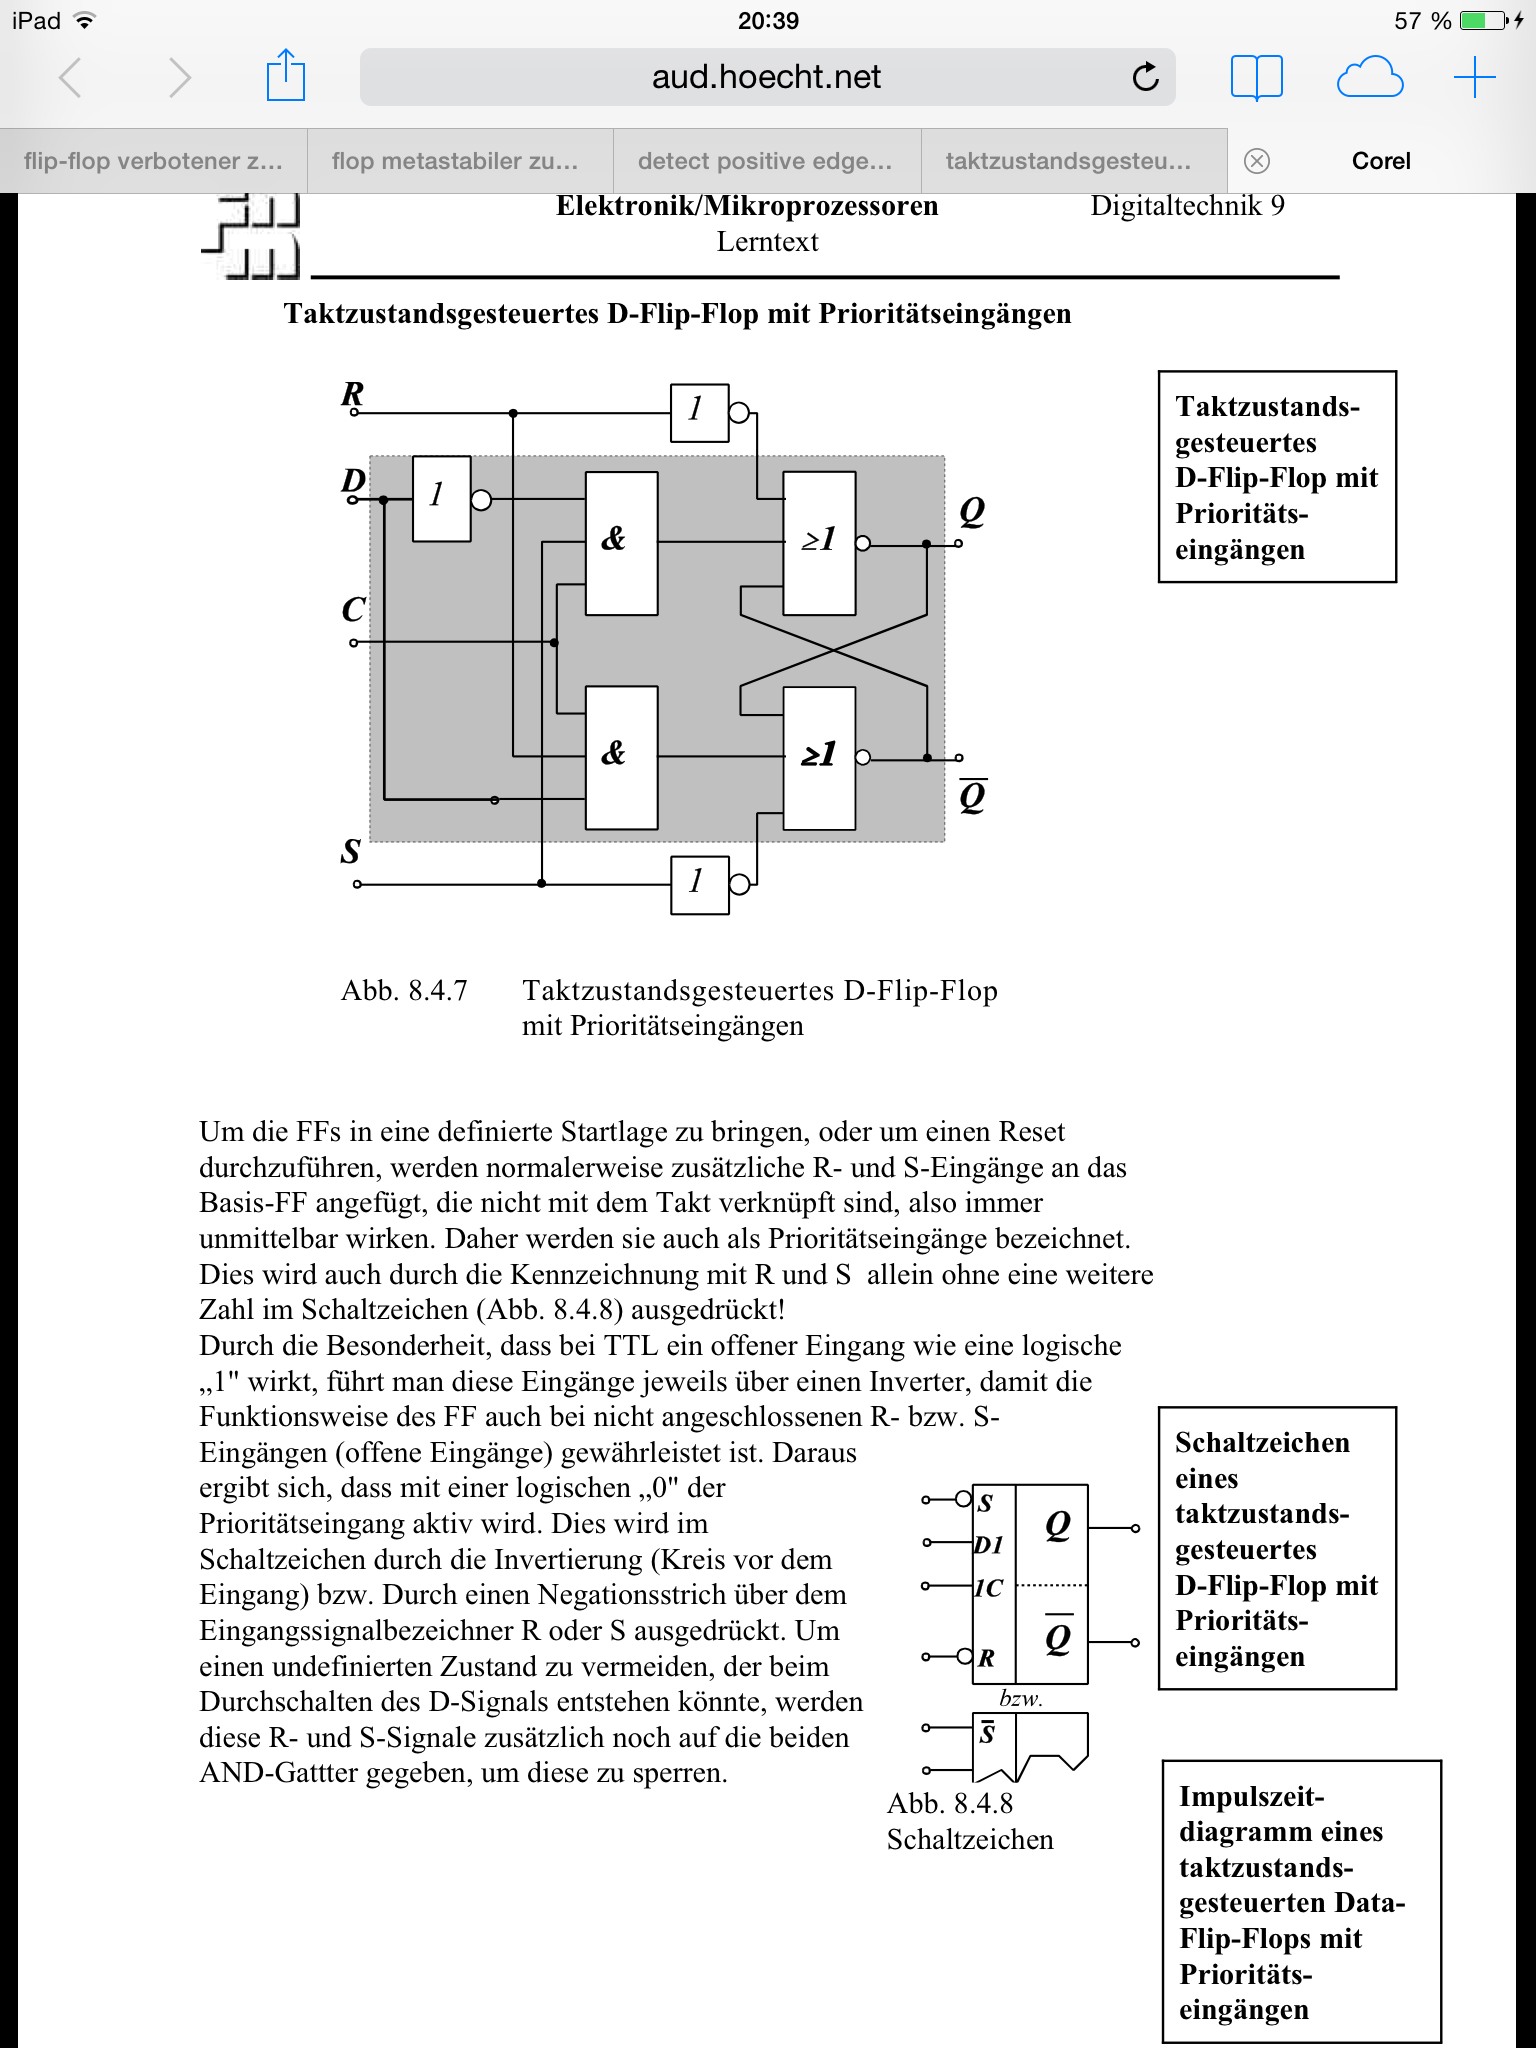 iPad 20:39 57 %
aud.hoecht.net
flip-flop verbotener z... flop metastabiler zu... detect positive edge... taktzustandsgesteu... Corel
Elektronik/Mikroprozessoren Digitaltechnik 9
Lerntext
Taktzustandsgesteuertes D-Flip-Flop mit Prioritätseingängen
R
1
D
1
&
≥1
Q
C
&
≥1
Q̅
S
1
Taktzustands-
gesteuertes
D-Flip-Flop mit
Prioritäts-
eingängen
Abb. 8.4.7 Taktzustandsgesteuertes D-Flip-Flop
mit Prioritätseingängen
Um die FFs in eine definierte Startlage zu bringen, oder um einen Reset
durchzuführen, werden normalerweise zusätzliche R- und S-Eingänge an das
Basis-FF angefügt, die nicht mit dem Takt verknüpft sind, also immer
unmittelbar wirken. Daher werden sie auch als Prioritätseingänge bezeichnet.
Dies wird auch durch die Kennzeichnung mit R und S allein ohne eine weitere
Zahl im Schaltzeichen (Abb. 8.4.8) ausgedrückt!
Durch die Besonderheit, dass bei TTL ein offener Eingang wie eine logische
„1" wirkt, führt man diese Eingänge jeweils über einen Inverter, damit die
Funktionsweise des FF auch bei nicht angeschlossenen R- bzw. S-
Eingängen (offene Eingänge) gewährleistet ist. Daraus
ergibt sich, dass mit einer logischen „0" der
Prioritätseingang aktiv wird. Dies wird im
Schaltzeichen durch die Invertierung (Kreis vor dem
Eingang) bzw. Durch einen Negationsstrich über dem
Eingangssignalbezeichner R oder S ausgedrückt. Um
einen undefinierten Zustand zu vermeiden, der beim
Durchschalten des D-Signals entstehen könnte, werden
diese R- und S-Signale zusätzlich noch auf die beiden
AND-Gattter gegeben, um diese zu sperren.
S
Q
D1
1C
Q̅
R
bzw.
S̅
Abb. 8.4.8
Schaltzeichen
Schaltzeichen
eines
taktzustands-
gesteuertes
D-Flip-Flop mit
Prioritäts-
eingängen
Impulszeit-
diagramm eines
taktzustands-
gesteuerten Data-
Flip-Flops mit
Prioritäts-
eingängen